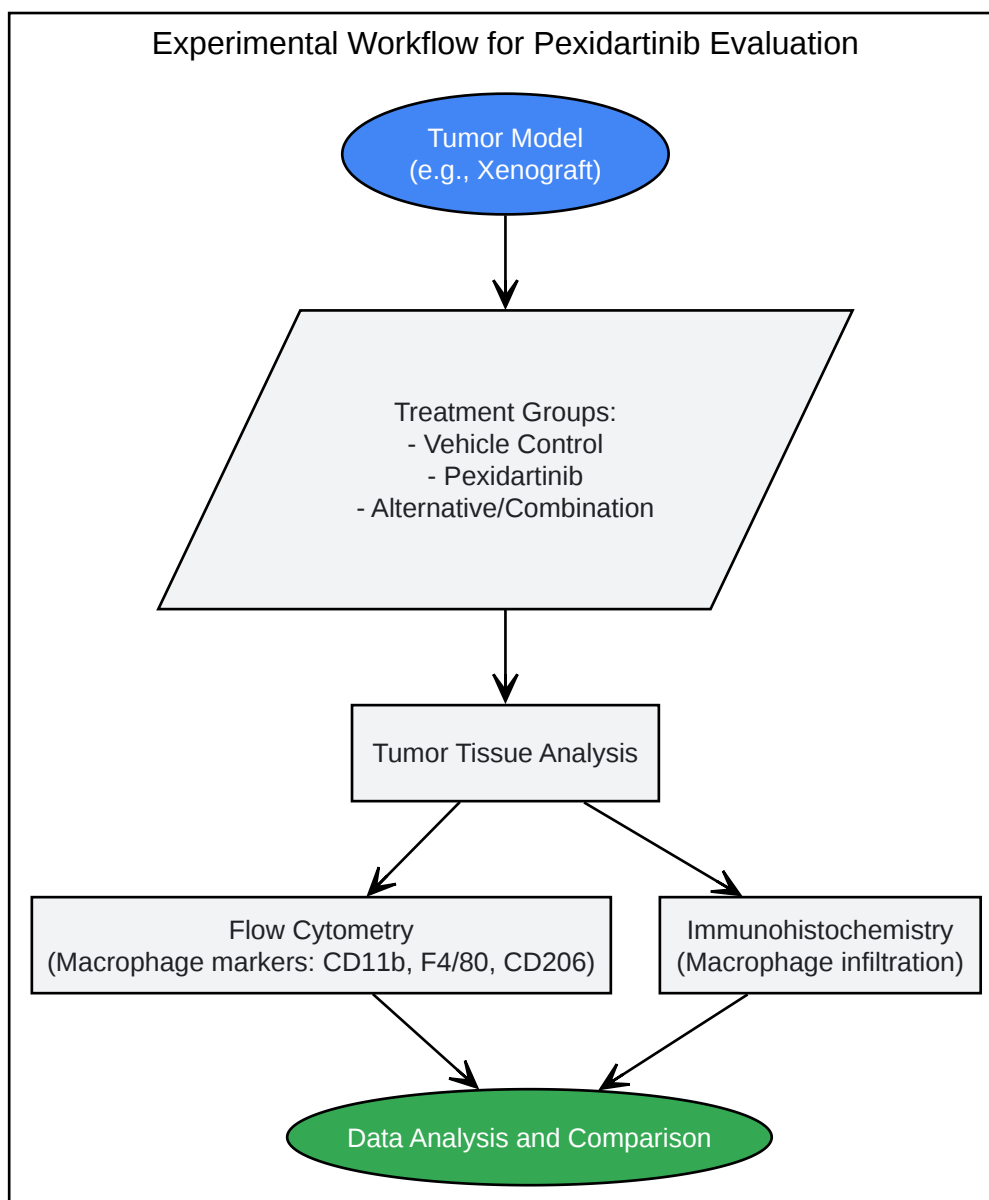 Experimental Workflow for Pexidartinib Evaluation
Tumor Model
(e.g., Xenograft)
Treatment Groups:
- Vehicle Control
- Pexidartinib
- Alternative/Combination
Tumor Tissue Analysis
Flow Cytometry
(Macrophage markers: CD11b, F4/80, CD206)
Immunohistochemistry
(Macrophage infiltration)
Data Analysis and Comparison